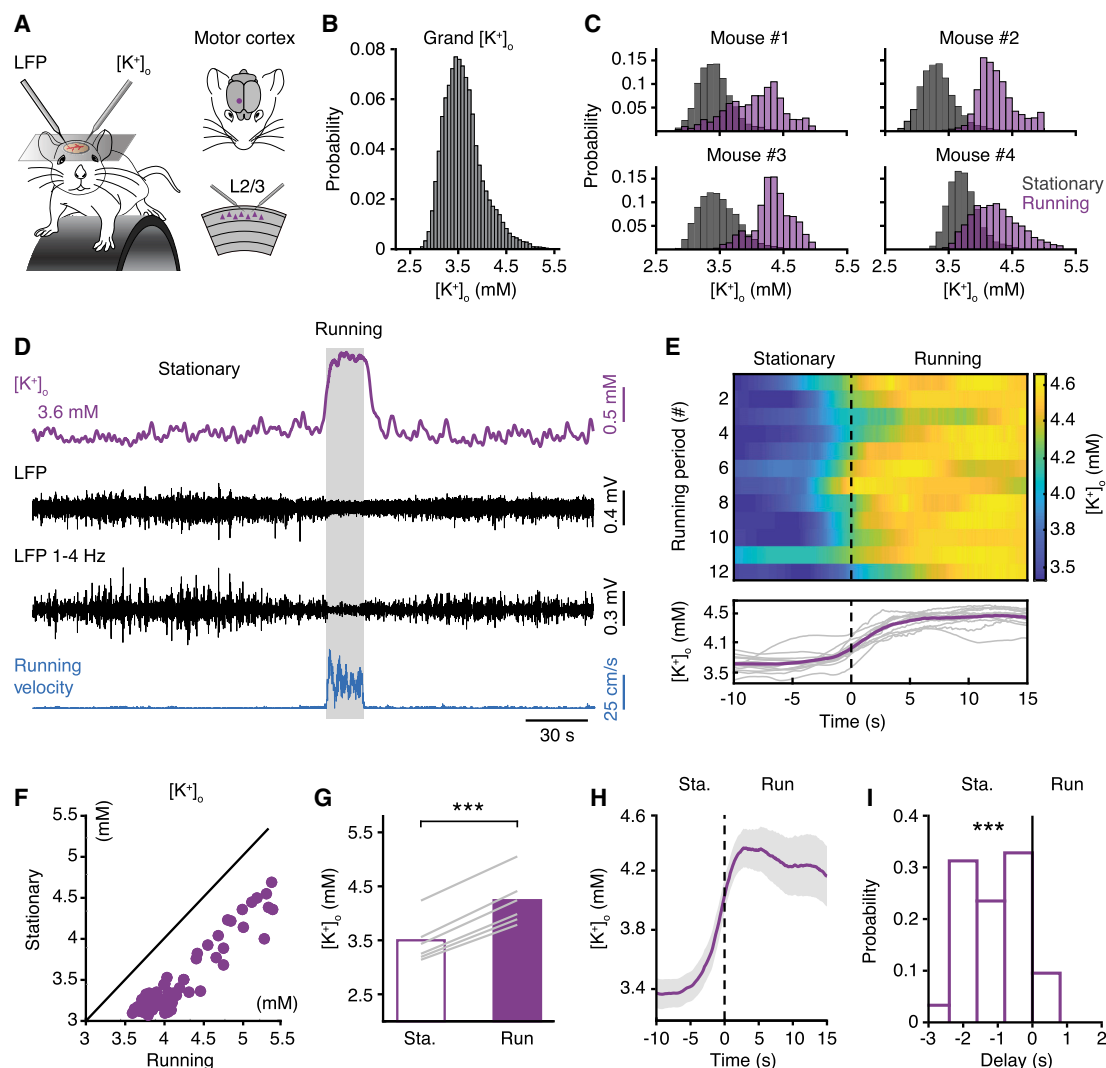 A
LFP
[K⁺]ₒ
Motor cortex
L2/3
B
Grand [K⁺]ₒ
Probability
0.08
0.06
0.04
0.02
0
2.5 3.5 4.5 5.5
[K⁺]ₒ (mM)
C
Mouse #1
Mouse #2
Probability
0.15
0.10
0.05
Mouse #3
Mouse #4
Stationary
Running
0.15
0.10
0.05
2.5 3.5 4.5 5.5
2.5 3.5 4.5 5.5
[K⁺]ₒ (mM)
[K⁺]ₒ (mM)
D
Running
Stationary
[K⁺]ₒ
3.6 mM
0.5 mM
LFP
0.4 mV
LFP 1-4 Hz
0.3 mV
Running
velocity
25 cm/s
30 s
E
Stationary
Running
Running period (#)
2
4
6
8
10
12
4.6
4.4
4.2
4.0
3.8
3.5
[K⁺]ₒ (mM)
[K⁺]ₒ (mM)
4.5
4.1
3.5
-10 -5 0 5 10 15
Time (s)
F
[K⁺]ₒ
(mM)
Stationary
5.5
5
4.5
4
3.5
3
(mM)
3 3.5 4 4.5 5 5.5
Running
G
***
[K⁺]ₒ (mM)
5.5
4.5
3.5
2.5
Sta. Run
H
Sta. Run
[K⁺]ₒ (mM)
4.6
4.2
3.8
3.4
-10 -5 0 5 10 15
Time (s)
I
Sta. Run
***
Probability
0.4
0.3
0.2
0.1
0
-3 -2 -1 0 1 2
Delay (s)